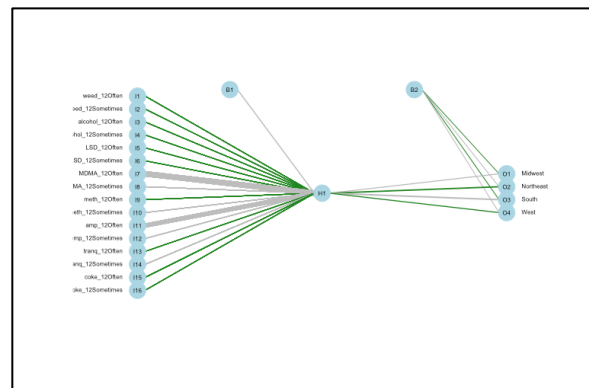 B1
B2
weed_12Often I1
eed_12Sometimes I2
alcohol_12Often I3
ohol_12Sometimes I4
LSD_12Often I5
SD_12Sometimes I6
MDMA_12Often I7
MA_12Sometimes I8
meth_12Often I9
eth_12Sometimes I10
amp_12Often I11
mp_12Sometimes I12
tranq_12Often I13
anq_12Sometimes I14
coke_12Often I15
oke_12Sometimes I16
H1
O1 Midwest
O2 Northeast
O3 South
O4 West